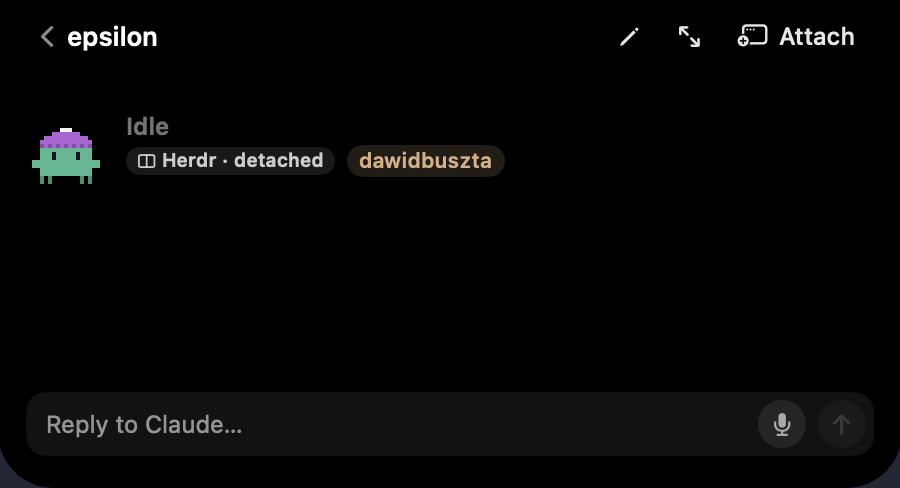 epsilon
Attach
Idle
Herdr · detached
dawidbuszta
Reply to Claude...